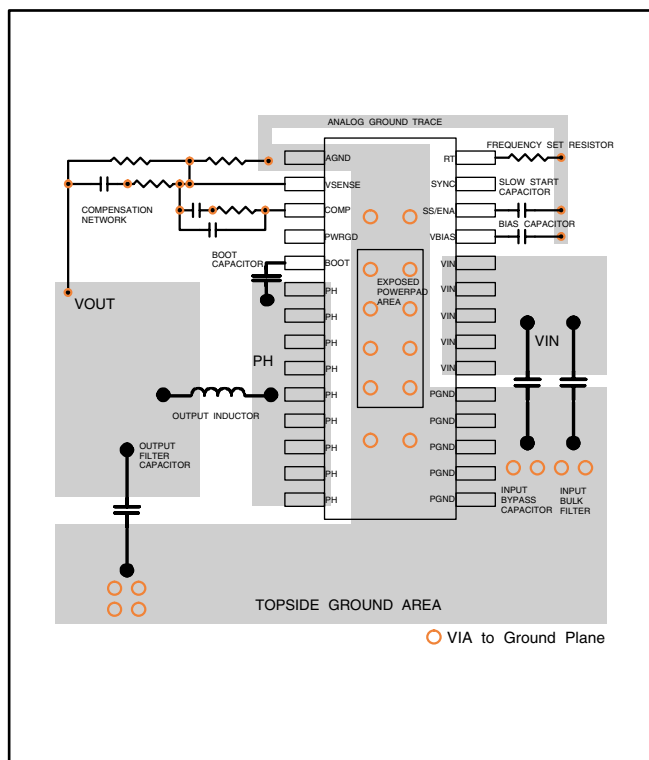 ANALOG GROUND TRACE
FREQUENCY SET RESISTOR
AGND
RT
VSENSE
SYNC
SLOW START
CAPACITOR
COMPENSATION
NETWORK
COMP
SS/ENA
BIAS CAPACITOR
PWRGD
VBIAS
BOOT
CAPACITOR
BOOT
VIN
EXPOSED
POWERPAD
AREA
PH
VIN
VOUT
PH
VIN
PH
VIN
VIN
PH
PH
VIN
PH
PGND
OUTPUT INDUCTOR
PH
PGND
OUTPUT
FILTER
CAPACITOR
PH
PGND
PH
PGND
PH
PGND
INPUT
BYPASS
CAPACITOR
INPUT
BULK
FILTER
TOPSIDE GROUND AREA
VIA to Ground Plane